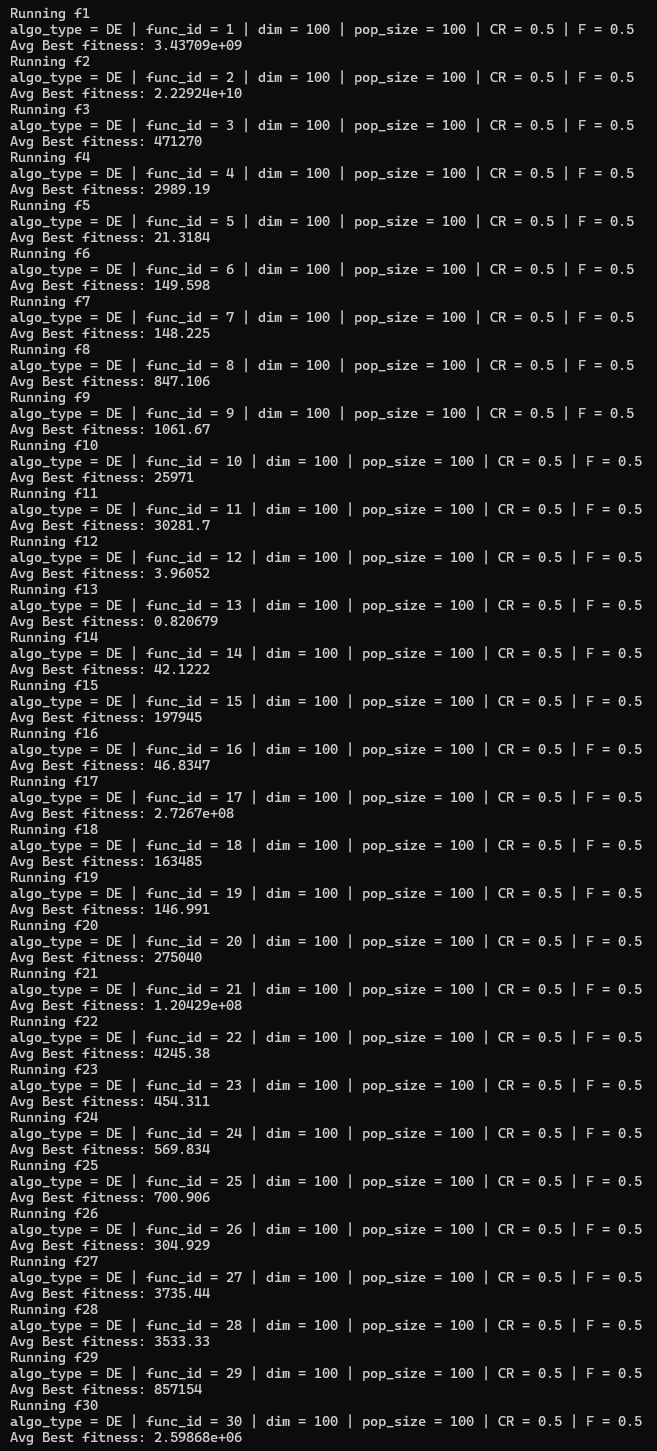 Running f1
algo_type = DE | func_id = 1 | dim = 100 | pop_size = 100 | CR = 0.5 | F = 0.5
Avg Best fitness: 3.43709e+09
Running f2
algo_type = DE | func_id = 2 | dim = 100 | pop_size = 100 | CR = 0.5 | F = 0.5
Avg Best fitness: 2.22924e+10
Running f3
algo_type = DE | func_id = 3 | dim = 100 | pop_size = 100 | CR = 0.5 | F = 0.5
Avg Best fitness: 471270
Running f4
algo_type = DE | func_id = 4 | dim = 100 | pop_size = 100 | CR = 0.5 | F = 0.5
Avg Best fitness: 2989.19
Running f5
algo_type = DE | func_id = 5 | dim = 100 | pop_size = 100 | CR = 0.5 | F = 0.5
Avg Best fitness: 21.3184
Running f6
algo_type = DE | func_id = 6 | dim = 100 | pop_size = 100 | CR = 0.5 | F = 0.5
Avg Best fitness: 149.598
Running f7
algo_type = DE | func_id = 7 | dim = 100 | pop_size = 100 | CR = 0.5 | F = 0.5
Avg Best fitness: 148.225
Running f8
algo_type = DE | func_id = 8 | dim = 100 | pop_size = 100 | CR = 0.5 | F = 0.5
Avg Best fitness: 847.106
Running f9
algo_type = DE | func_id = 9 | dim = 100 | pop_size = 100 | CR = 0.5 | F = 0.5
Avg Best fitness: 1061.67
Running f10
algo_type = DE | func_id = 10 | dim = 100 | pop_size = 100 | CR = 0.5 | F = 0.5
Avg Best fitness: 25971
Running f11
algo_type = DE | func_id = 11 | dim = 100 | pop_size = 100 | CR = 0.5 | F = 0.5
Avg Best fitness: 30281.7
Running f12
algo_type = DE | func_id = 12 | dim = 100 | pop_size = 100 | CR = 0.5 | F = 0.5
Avg Best fitness: 3.96052
Running f13
algo_type = DE | func_id = 13 | dim = 100 | pop_size = 100 | CR = 0.5 | F = 0.5
Avg Best fitness: 0.820679
Running f14
algo_type = DE | func_id = 14 | dim = 100 | pop_size = 100 | CR = 0.5 | F = 0.5
Avg Best fitness: 42.1222
Running f15
algo_type = DE | func_id = 15 | dim = 100 | pop_size = 100 | CR = 0.5 | F = 0.5
Avg Best fitness: 197945
Running f16
algo_type = DE | func_id = 16 | dim = 100 | pop_size = 100 | CR = 0.5 | F = 0.5
Avg Best fitness: 46.8347
Running f17
algo_type = DE | func_id = 17 | dim = 100 | pop_size = 100 | CR = 0.5 | F = 0.5
Avg Best fitness: 2.7267e+08
Running f18
algo_type = DE | func_id = 18 | dim = 100 | pop_size = 100 | CR = 0.5 | F = 0.5
Avg Best fitness: 163485
Running f19
algo_type = DE | func_id = 19 | dim = 100 | pop_size = 100 | CR = 0.5 | F = 0.5
Avg Best fitness: 146.991
Running f20
algo_type = DE | func_id = 20 | dim = 100 | pop_size = 100 | CR = 0.5 | F = 0.5
Avg Best fitness: 275040
Running f21
algo_type = DE | func_id = 21 | dim = 100 | pop_size = 100 | CR = 0.5 | F = 0.5
Avg Best fitness: 1.20429e+08
Running f22
algo_type = DE | func_id = 22 | dim = 100 | pop_size = 100 | CR = 0.5 | F = 0.5
Avg Best fitness: 4245.38
Running f23
algo_type = DE | func_id = 23 | dim = 100 | pop_size = 100 | CR = 0.5 | F = 0.5
Avg Best fitness: 454.311
Running f24
algo_type = DE | func_id = 24 | dim = 100 | pop_size = 100 | CR = 0.5 | F = 0.5
Avg Best fitness: 569.834
Running f25
algo_type = DE | func_id = 25 | dim = 100 | pop_size = 100 | CR = 0.5 | F = 0.5
Avg Best fitness: 700.906
Running f26
algo_type = DE | func_id = 26 | dim = 100 | pop_size = 100 | CR = 0.5 | F = 0.5
Avg Best fitness: 304.929
Running f27
algo_type = DE | func_id = 27 | dim = 100 | pop_size = 100 | CR = 0.5 | F = 0.5
Avg Best fitness: 3735.44
Running f28
algo_type = DE | func_id = 28 | dim = 100 | pop_size = 100 | CR = 0.5 | F = 0.5
Avg Best fitness: 3533.33
Running f29
algo_type = DE | func_id = 29 | dim = 100 | pop_size = 100 | CR = 0.5 | F = 0.5
Avg Best fitness: 857154
Running f30
algo_type = DE | func_id = 30 | dim = 100 | pop_size = 100 | CR = 0.5 | F = 0.5
Avg Best fitness: 2.59868e+06